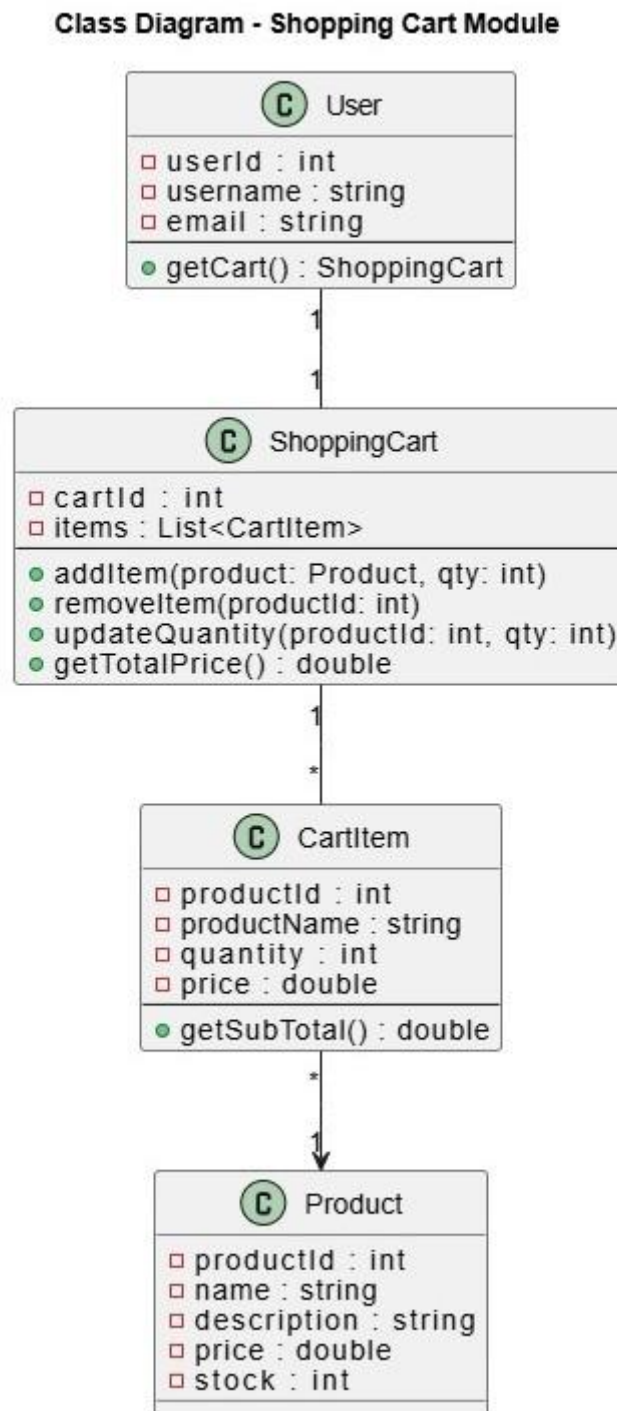 Class Diagram - Shopping Cart Module
C User
userId : int
username : string
email : string
getCart() : ShoppingCart
1
1
C ShoppingCart
cartId : int
items : List<CartItem>
addItem(product: Product, qty: int)
removeItem(productId: int)
updateQuantity(productId: int, qty: int)
getTotalPrice() : double
1
*
C CartItem
productId : int
productName : string
quantity : int
price : double
getSubTotal() : double
*
1
C Product
productId : int
name : string
description : string
price : double
stock : int